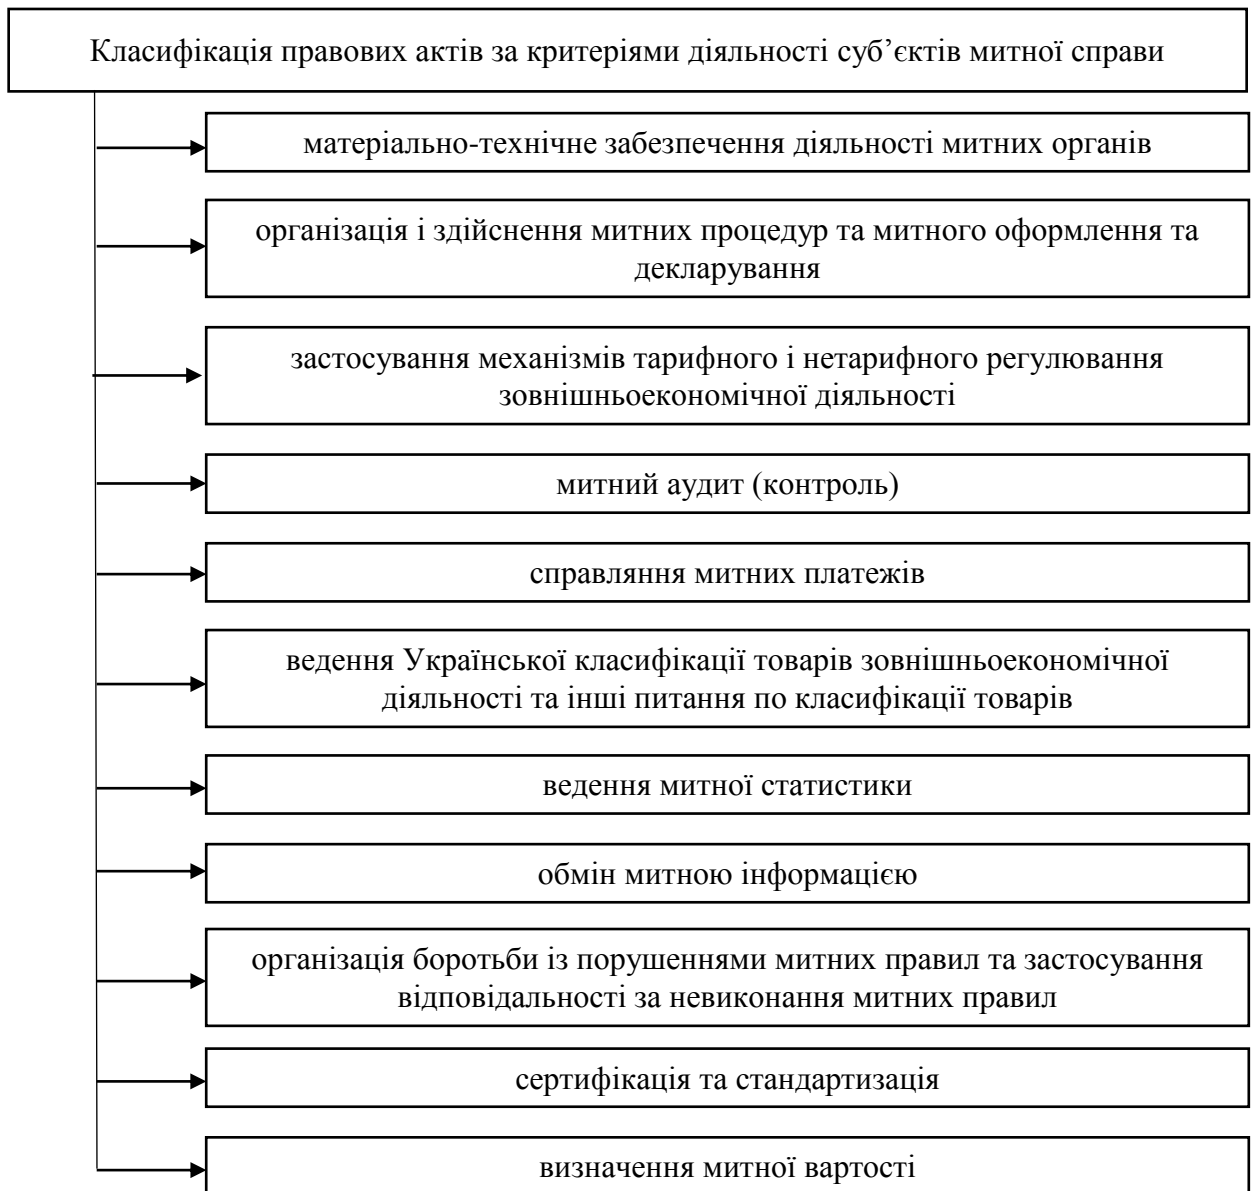 Класифікація правових актів за критеріями діяльності суб’єктів митної справи
матеріально-технічне забезпечення діяльності митних органів
організація і здійснення митних процедур та митного оформлення та
декларування
застосування механізмів тарифного і нетарифного регулювання
зовнішньоекономічної діяльності
митний аудит (контроль)
справляння митних платежів
ведення Української класифікації товарів зовнішньоекономічної
діяльності та інші питання по класифікації товарів
ведення митної статистики
обмін митною інформацією
організація боротьби із порушеннями митних правил та застосування
відповідальності за невиконання митних правил
сертифікація та стандартизація
визначення митної вартості